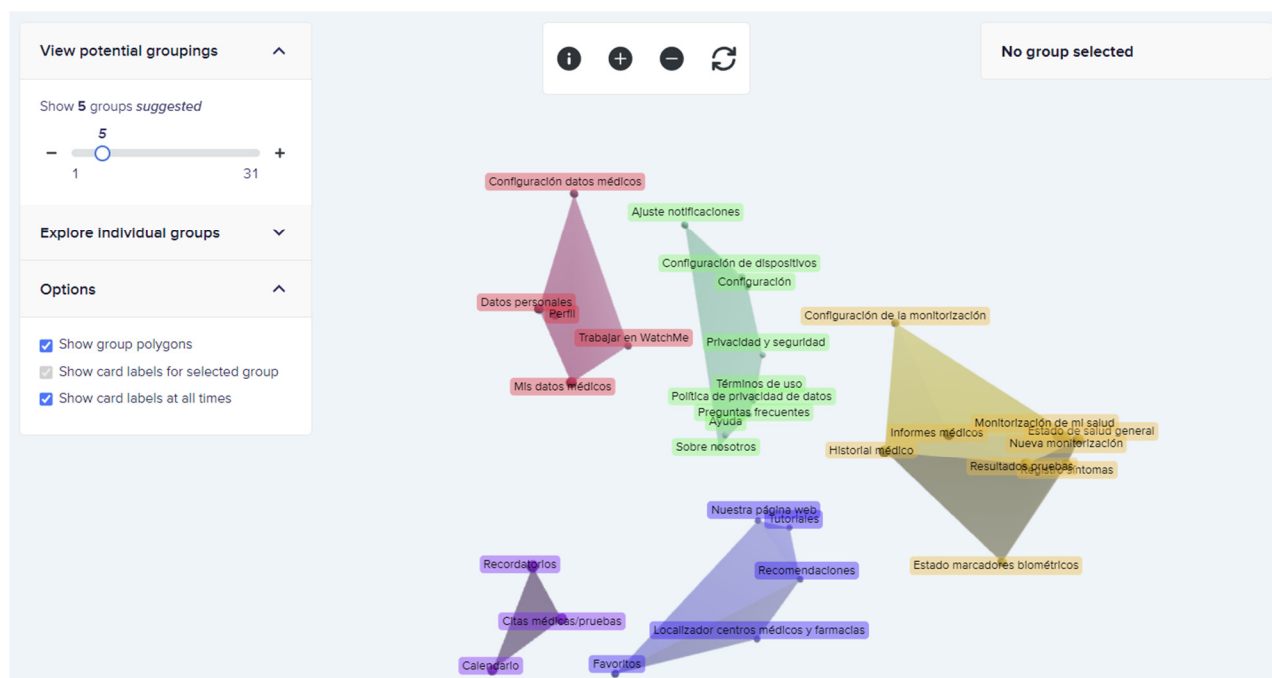 View potential groupings
Show 5 groups suggested
5
1
31
Explore individual groups
Options
Show group polygons
Show card labels for selected group
Show card labels at all times
No group selected
Configuración datos médicos
Datos personales
Perfil
Trabajar en WatchMe
Mis datos médicos
Ajuste notificaciones
Configuración de dispositivos
Configuración
Privacidad y seguridad
Términos de uso
Política de privacidad de datos
Preguntas frecuentes
Ayuda
Sobre nosotros
Configuración de la monitorización
Monitorización de mi salud
Informes médicos
Estado de salud general
Nueva monitorización
Historial médico
Resultados pruebas
Registro síntomas
Estado marcadores biométricos
Nuestra página web
Tutoriales
Recomendaciones
Localizador centros médicos y farmacias
Favoritos
Recordatorios
Citas médicas/pruebas
Calendario